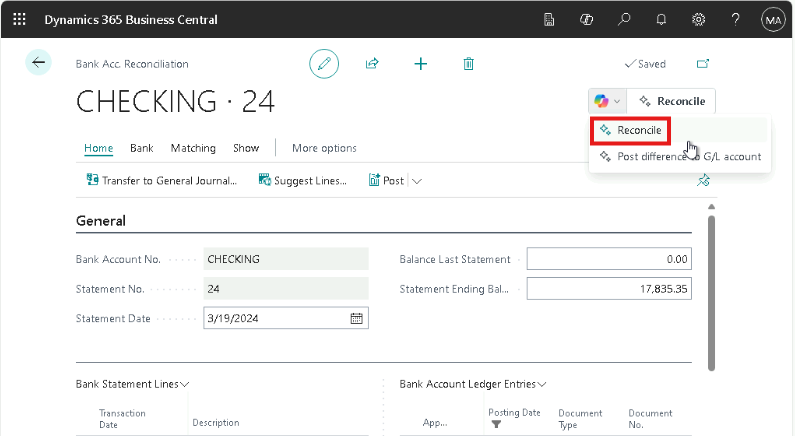 Dynamics 365 Business Central
MA
Bank Acc. Reconciliation
Saved
CHECKING · 24
Reconcile
Reconcile
Post difference to G/L account
Home Bank Matching Show More options
Transfer to General Journal... Suggest Lines... Post
General
Bank Account No. CHECKING Balance Last Statement 0.00
Statement No. 24 Statement Ending Bal... 17,835.35
Statement Date 3/19/2024
Bank Statement Lines Bank Account Ledger Entries
Transaction Date Description App... Posting Date Document Type Document No.